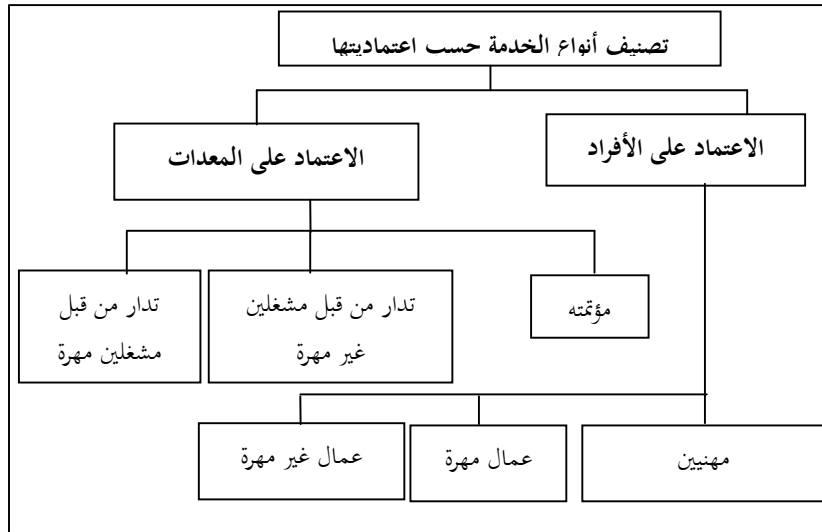 تصنيف أنواع الخدمة حسب اعتماديتها
الاعتماد على الأفراد
الاعتماد على المعدات
مؤتمته
تدار من قبل مشغلين
غير مهرة
تدار من قبل
مشغلين مهرة
مهنيين
عمال مهرة
عمال غير مهرة